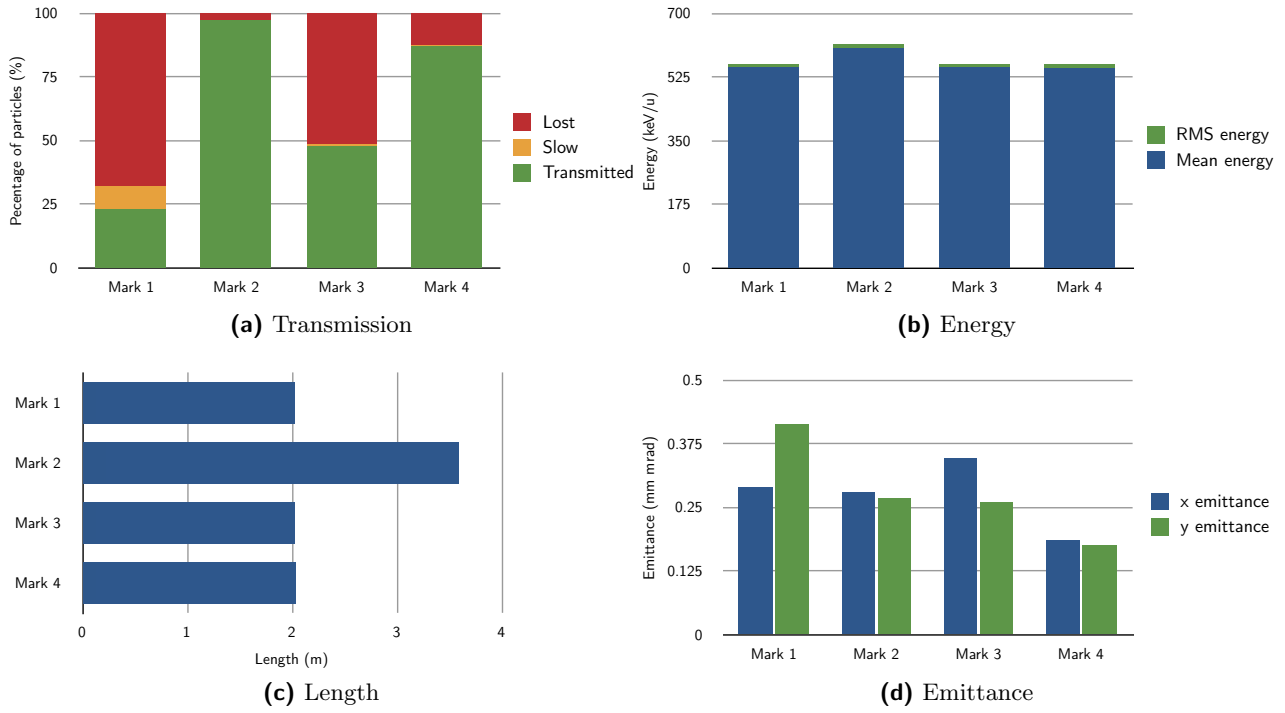 Pecentage of particles (%)
100
75
50
25
0
Mark 1 Mark 2 Mark 3 Mark 4
Lost
Slow
Transmitted
(a) Transmission
Energy (keV/u)
700
525
350
175
0
Mark 1 Mark 2 Mark 3 Mark 4
RMS energy
Mean energy
(b) Energy
Mark 1
Mark 2
Mark 3
Mark 4
0 1 2 3 4
Length (m)
(c) Length
Emittance (mm mrad)
0.5
0.375
0.25
0.125
0
Mark 1 Mark 2 Mark 3 Mark 4
x emittance
y emittance
(d) Emittance